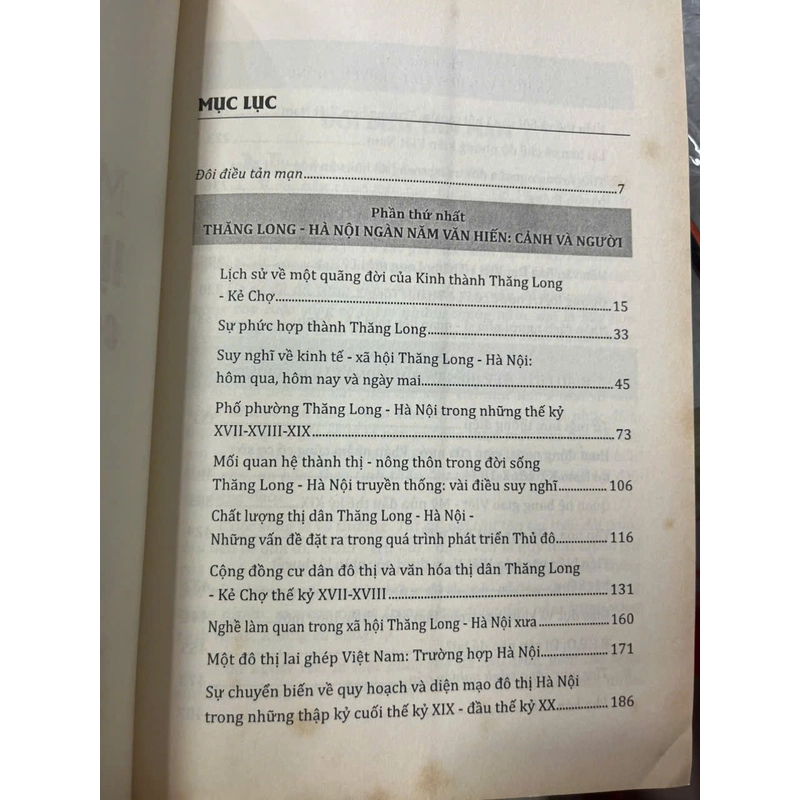 MỤC LỤC
Đôi điều tản mạn.....7
Phần thứ nhất
THĂNG LONG - HÀ NỘI NGÀN NĂM VĂN HIẾN: CẢNH VÀ NGƯỜI
Lịch sử về một quãng đời của Kinh thành Thăng Long
- Kẻ Chợ.....15
Sự phức hợp thành Thăng Long.....33
Suy nghĩ về kinh tế - xã hội Thăng Long - Hà Nội:
hôm qua, hôm nay và ngày mai.....45
Phố phường Thăng Long - Hà Nội trong những thế kỷ
XVII-XVIII-XIX.....73
Mối quan hệ thành thị - nông thôn trong đời sống
Thăng Long - Hà Nội truyền thống: vài điều suy nghĩ.....106
Chất lượng thị dân Thăng Long - Hà Nội -
Những vấn đề đặt ra trong quá trình phát triển Thủ đô.....116
Cộng đồng cư dân đô thị và văn hóa thị dân Thăng Long
- Kẻ Chợ thế kỷ XVII-XVIII.....131
Nghề làm quan trong xã hội Thăng Long - Hà Nội xưa.....160
Một đô thị lai ghép Việt Nam: Trường hợp Hà Nội.....171
Sự chuyển biến về quy hoạch và diện mạo đô thị Hà Nội
trong những thập kỷ cuối thế kỷ XIX - đầu thế kỷ XX.....186